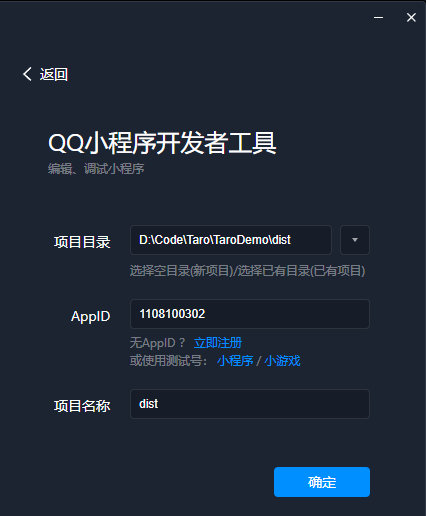 返回
QQ小程序开发者工具
编辑、调试小程序
项目目录 D:\Code\Taro\TaroDemo\dist
选择空目录(新项目)/选择已有目录(已有项目)
AppID 1108100302
无AppID ？ 立即注册
或使用测试号： 小程序 / 小游戏
项目名称 dist
确定